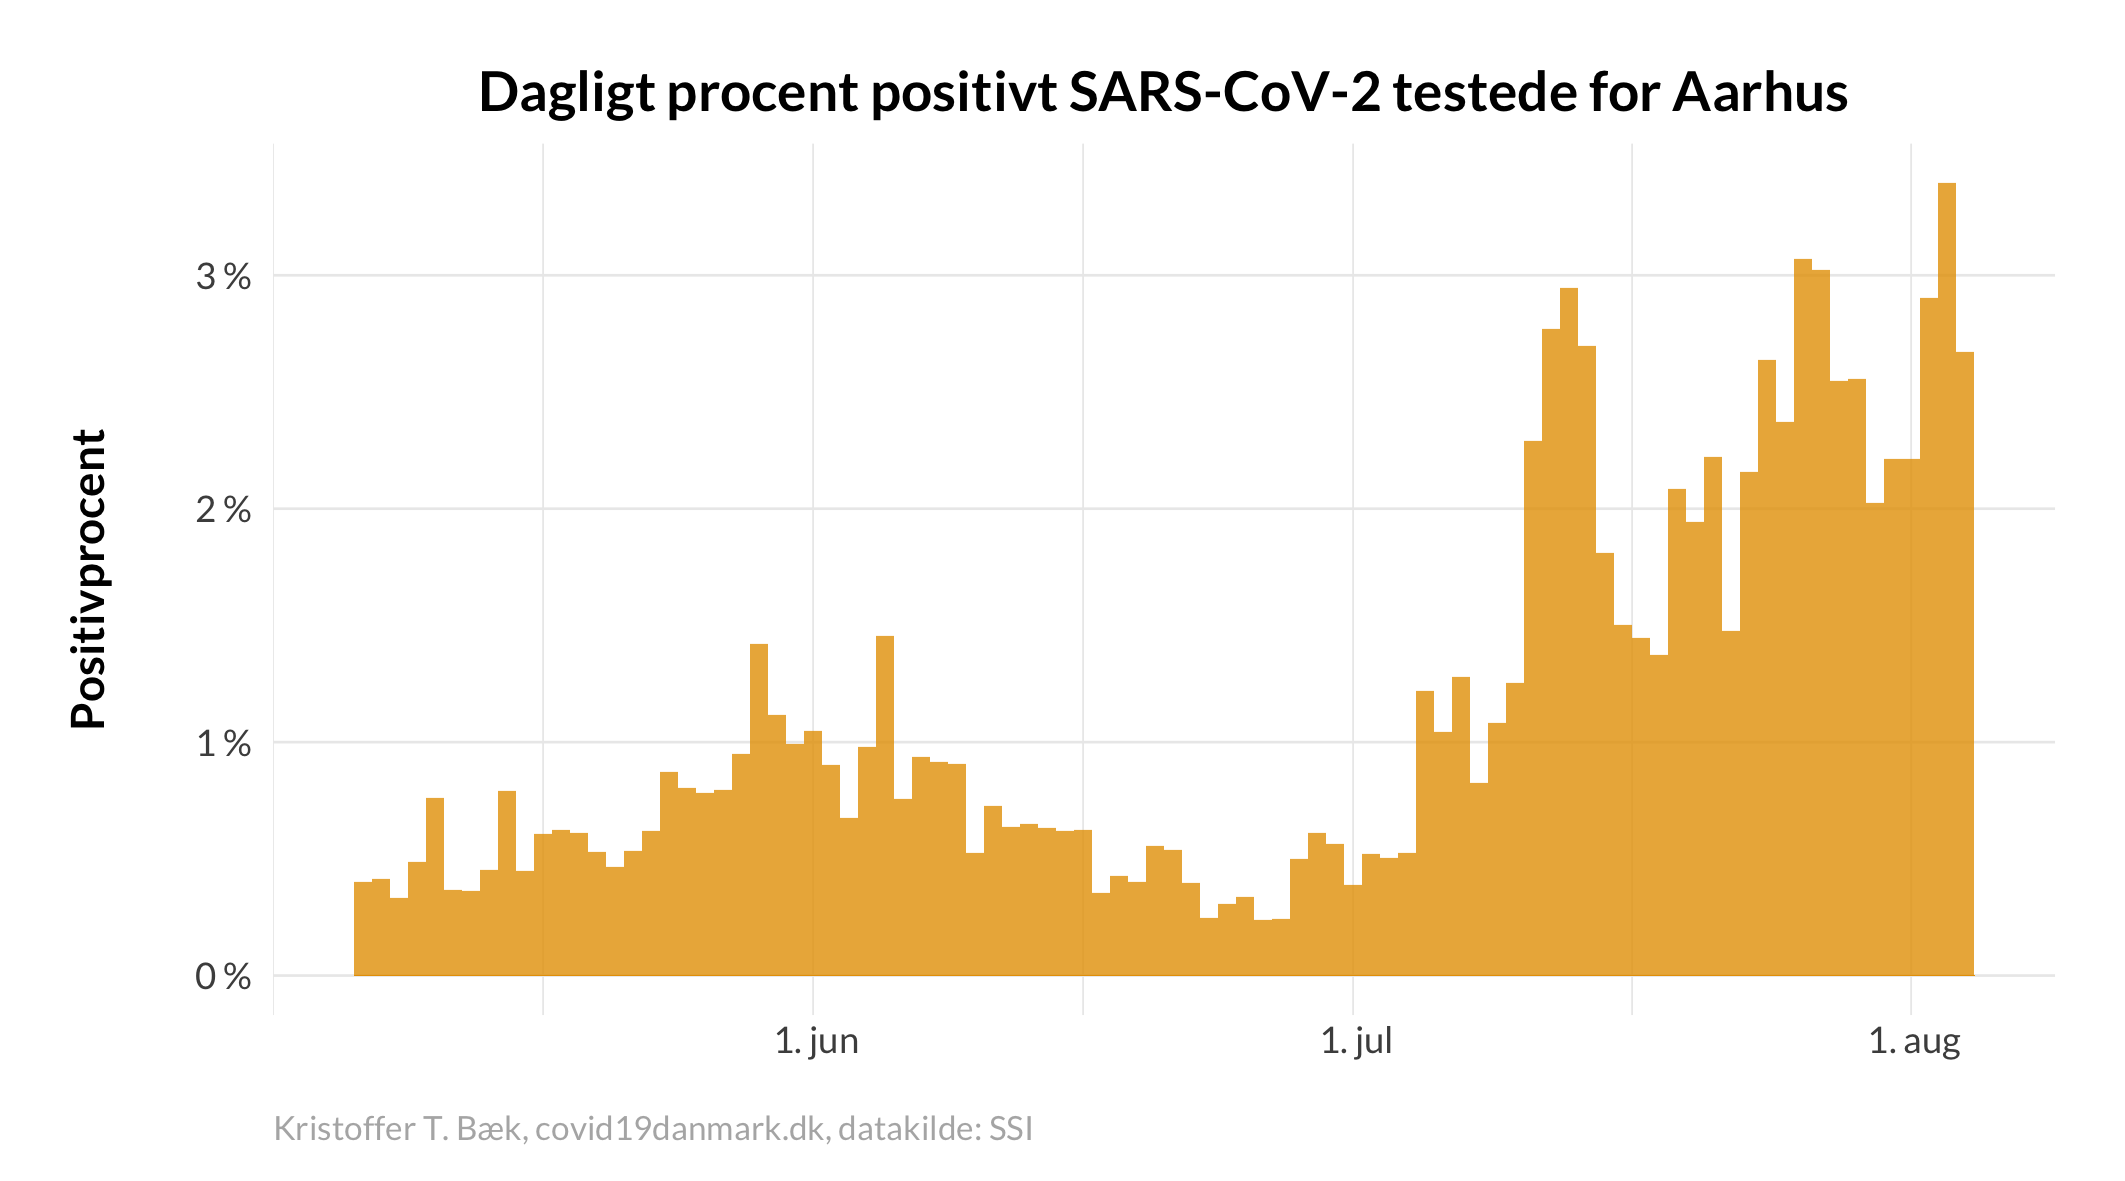 Dagligt procent positivt SARS-CoV-2 testede for Aarhus
Positivprocent
3 %
2 %
1 %
0 %
1. jun
1. jul
1. aug
Kristoffer T. Bæk, covid19danmark.dk, datakilde: SSI